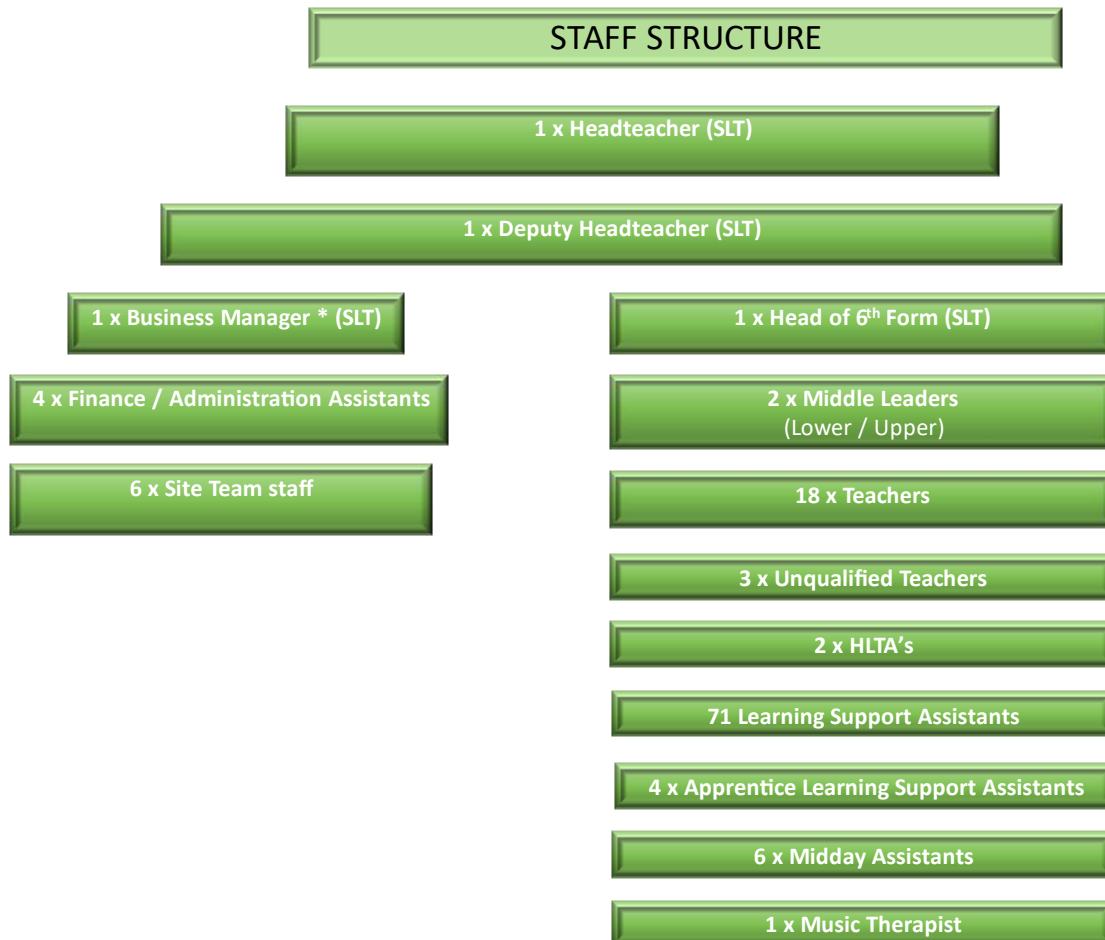 STAFF STRUCTURE
1 x Headteacher (SLT)
1 x Deputy Headteacher (SLT)
1 x Business Manager * (SLT)
1 x Head of 6th Form (SLT)
4 x Finance / Administration Assistants
2 x Middle Leaders
(Lower / Upper)
6 x Site Team staff
18 x Teachers
3 x Unqualified Teachers
2 x HLTA’s
71 Learning Support Assistants
4 x Apprentice Learning Support Assistants
6 x Midday Assistants
1 x Music Therapist